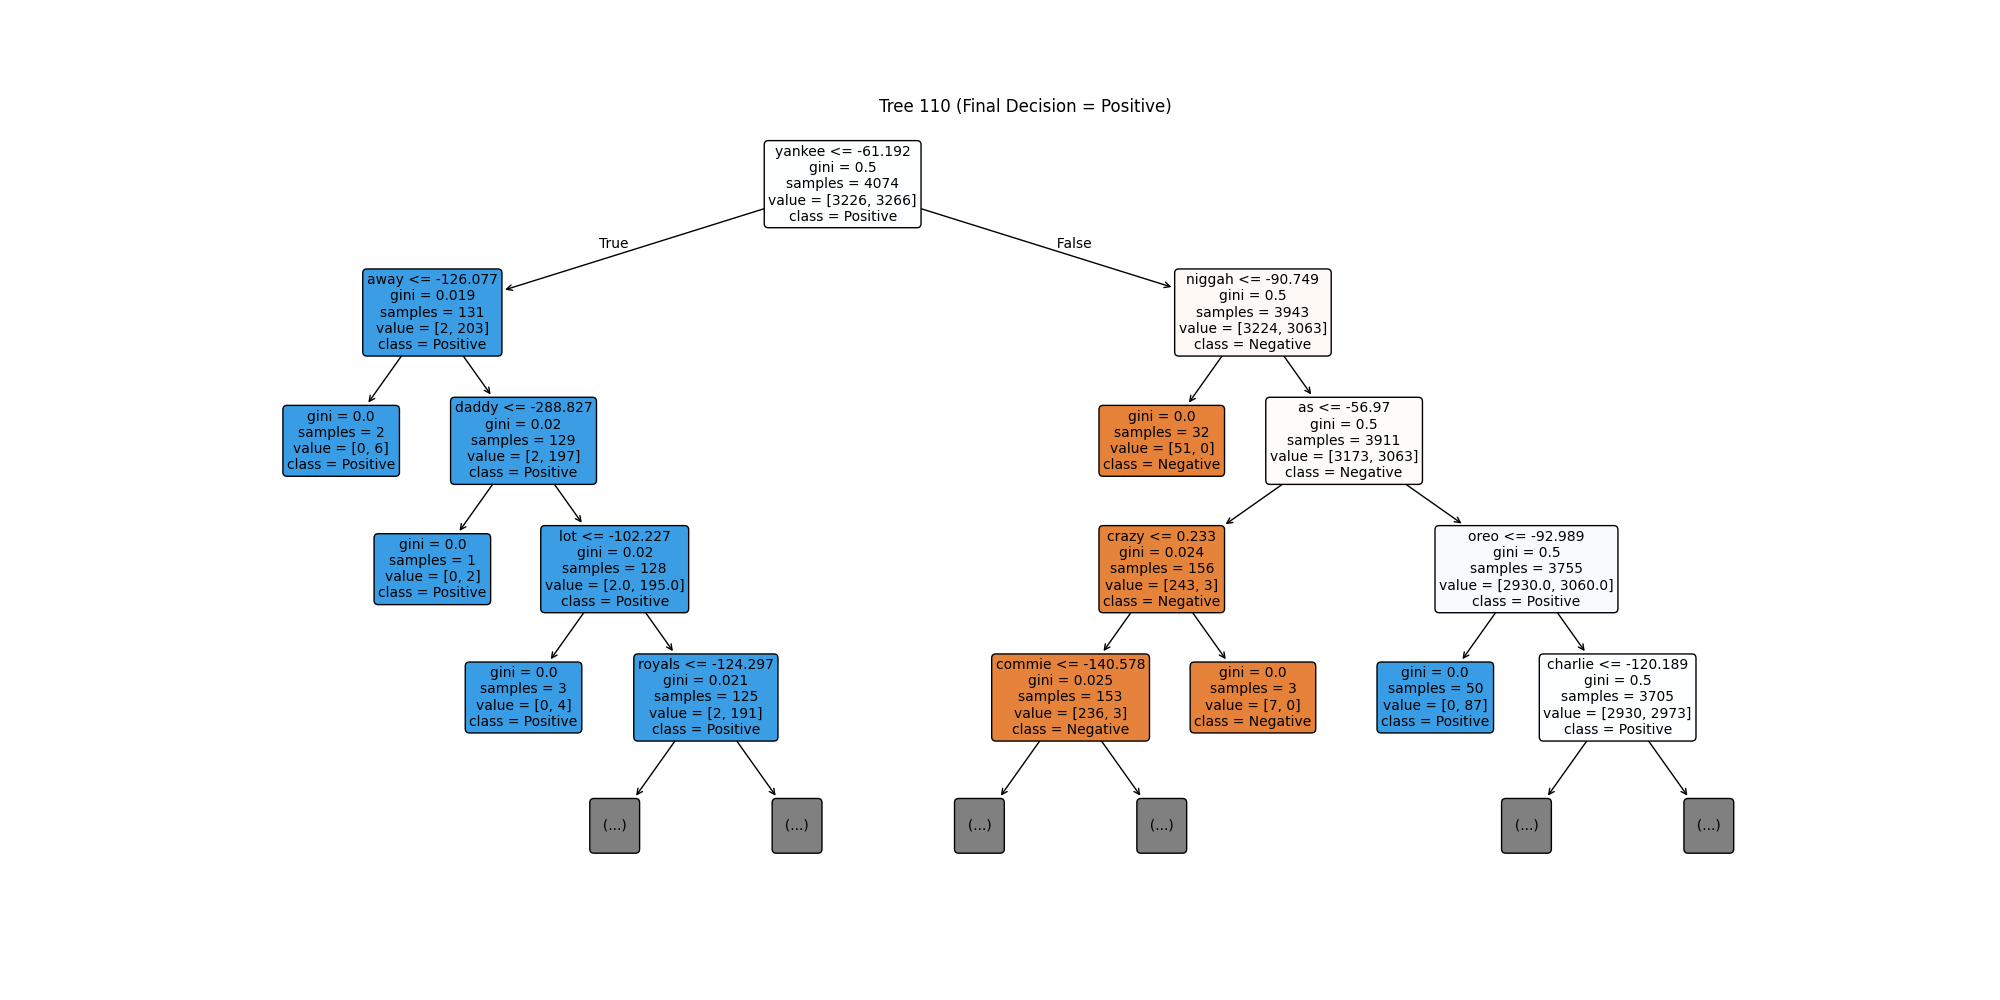 Tree 110 (Final Decision = Positive)
yankee <= -61.192
gini = 0.5
samples = 4074
value = [3226, 3266]
class = Positive
True
False
away <= -126.077
gini = 0.019
samples = 131
value = [2, 203]
class = Positive
niggah <= -90.749
gini = 0.5
samples = 3943
value = [3224, 3063]
class = Negative
gini = 0.0
samples = 2
value = [0, 6]
class = Positive
daddy <= -288.827
gini = 0.02
samples = 129
value = [2, 197]
class = Positive
gini = 0.0
samples = 32
value = [51, 0]
class = Negative
as <= -56.97
gini = 0.5
samples = 3911
value = [3173, 3063]
class = Negative
gini = 0.0
samples = 1
value = [0, 2]
class = Positive
lot <= -102.227
gini = 0.02
samples = 128
value = [2.0, 195.0]
class = Positive
crazy <= 0.233
gini = 0.024
samples = 156
value = [243, 3]
class = Negative
oreo <= -92.989
gini = 0.5
samples = 3755
value = [2930.0, 3060.0]
class = Positive
gini = 0.0
samples = 3
value = [0, 4]
class = Positive
royals <= -124.297
gini = 0.021
samples = 125
value = [2, 191]
class = Positive
commie <= -140.578
gini = 0.025
samples = 153
value = [236, 3]
class = Negative
gini = 0.0
samples = 3
value = [7, 0]
class = Negative
gini = 0.0
samples = 50
value = [0, 87]
class = Positive
charlie <= -120.189
gini = 0.5
samples = 3705
value = [2930, 2973]
class = Positive
(...)
(...)
(...)
(...)
(...)
(...)